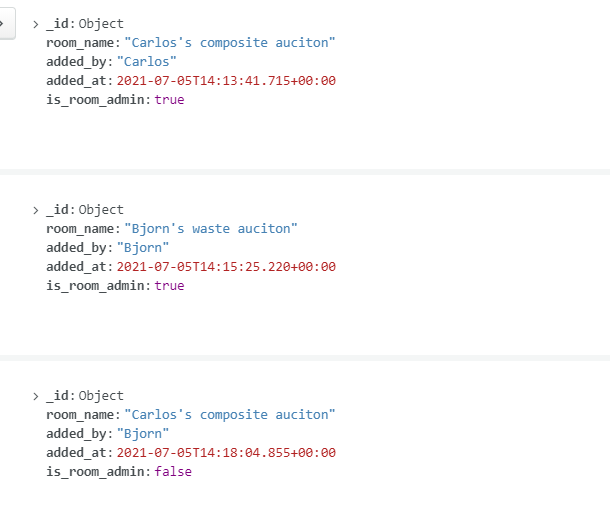 _id: Object
room_name: "Carlos's composite auciton"
added_by: "Carlos"
added_at: 2021-07-05T14:13:41.715+00:00
is_room_admin: true
_id: Object
room_name: "Bjorn's waste auciton"
added_by: "Bjorn"
added_at: 2021-07-05T14:15:25.220+00:00
is_room_admin: true
_id: Object
room_name: "Carlos's composite auciton"
added_by: "Bjorn"
added_at: 2021-07-05T14:18:04.855+00:00
is_room_admin: false